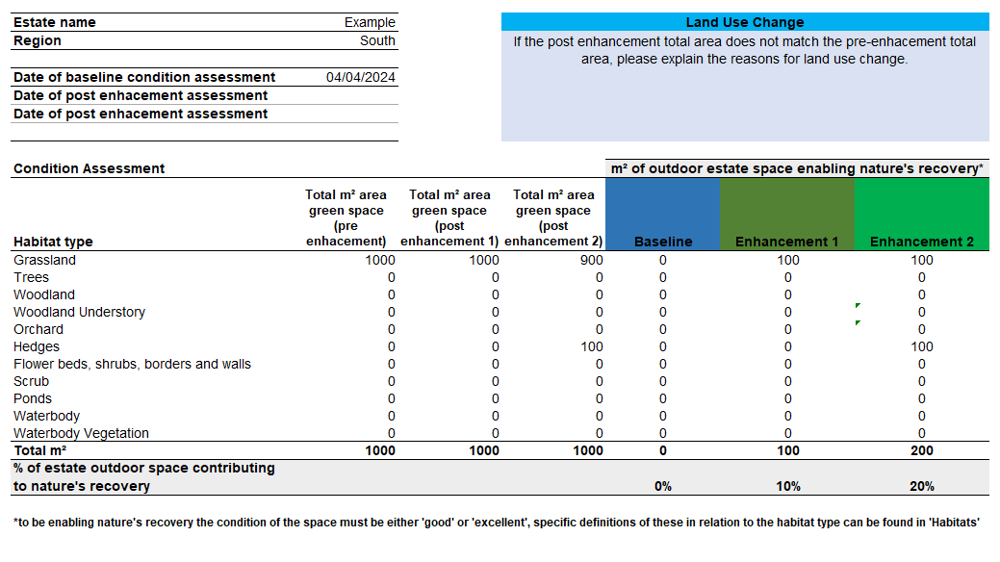 Estate name Example
Region South
Date of baseline condition assessment 04/04/2024
Date of post enhacement assessment
Date of post enhacement assessment
Land Use Change
If the post enhancement total area does not match the pre-enhacement total
area, please explain the reasons for land use change.
Condition Assessment m² of outdoor estate space enabling nature's recovery*
Total m² area Total m² area Total m² area
green space green space green space
(pre (post (post
Habitat type enhacement) enhancement 1) enhancement 2) Baseline Enhancement 1 Enhancement 2
Grassland 1000 1000 900 0 100 100
Trees 0 0 0 0 0 0
Woodland 0 0 0 0 0 0
Woodland Understory 0 0 0 0 0 0
Orchard 0 0 0 0 0 0
Hedges 0 0 100 0 0 100
Flower beds, shrubs, borders and walls 0 0 0 0 0 0
Scrub 0 0 0 0 0 0
Ponds 0 0 0 0 0 0
Waterbody 0 0 0 0 0 0
Waterbody Vegetation 0 0 0 0 0 0
Total m² 1000 1000 1000 0 100 200
% of estate outdoor space contributing
to nature's recovery 0% 10% 20%
*to be enabling nature's recovery the condition of the space must be either 'good' or 'excellent', specific definitions of these in relation to the habitat type can be found in 'Habitats'